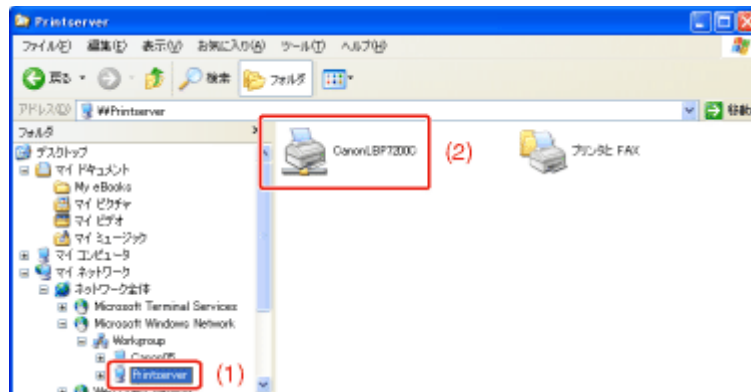 Printserver
ファイル(F) 編集(E) 表示(V) お気に入り(A) ツール(T) ヘルプ(H)
戻る 検索 フォルダ
アドレス(D) ¥¥Printserver 移動
フォルダ ×
デスクトップ
マイ ドキュメント
My eBooks
マイ ピクチャ
マイ ビデオ
マイ ミュージック
マイ コンピュータ
マイ ネットワーク
ネットワーク全体
Microsoft Terminal Services
Microsoft Windows Network
Workgroup
Printserver (1)
CanonLBP7200C (2)
プリンタと FAX